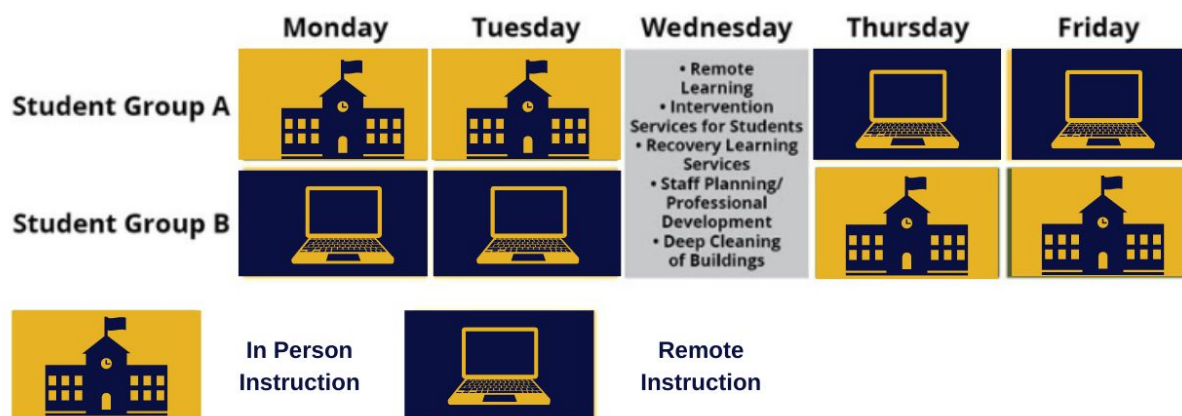 Monday Tuesday Wednesday Thursday Friday
Student Group A
• Remote
Learning
• Intervention
Services for Students
• Recovery Learning
Services
• Staff Planning/
Professional
Development
• Deep Cleaning
of Buildings
Student Group B
In Person
Instruction
Remote
Instruction